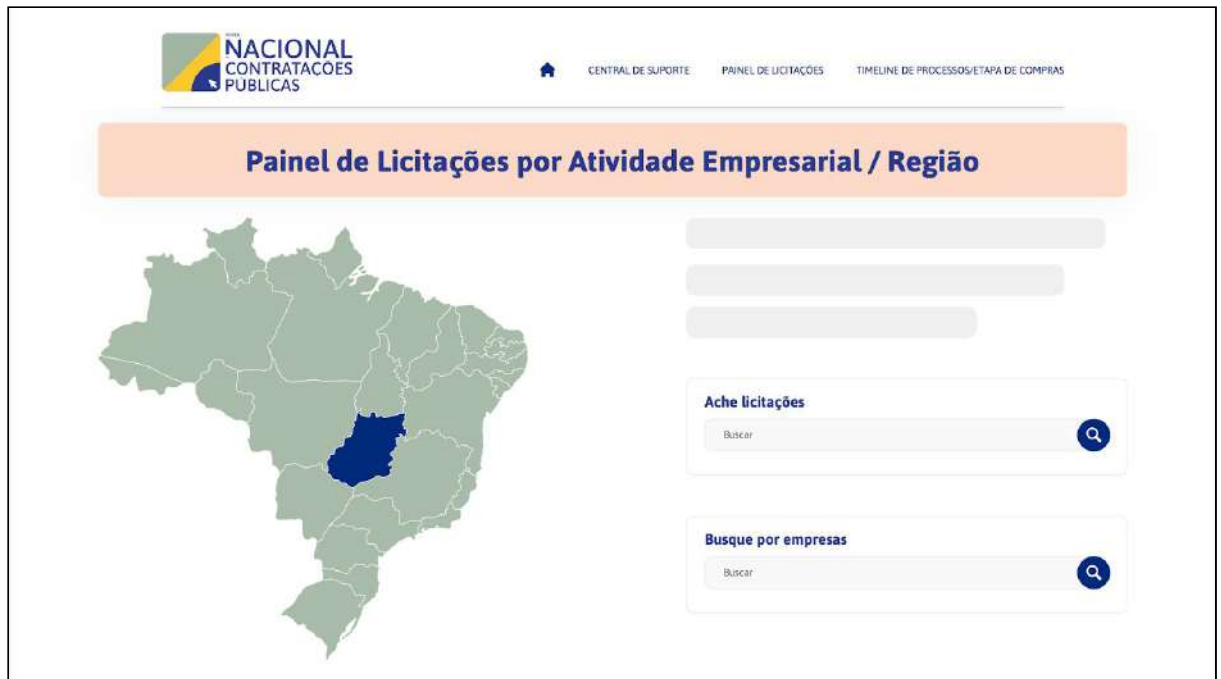 NACIONAL
CONTRATAÇÕES
PÚBLICAS
CENTRAL DE SUPORTE
PAINEL DE LICITAÇÕES
TIMELINE DE PROCESSOS/ETAPA DE COMPRAS
Painel de Licitações por Atividade Empresarial / Região
Ache licitações
Buscar
Busque por empresas
Buscar